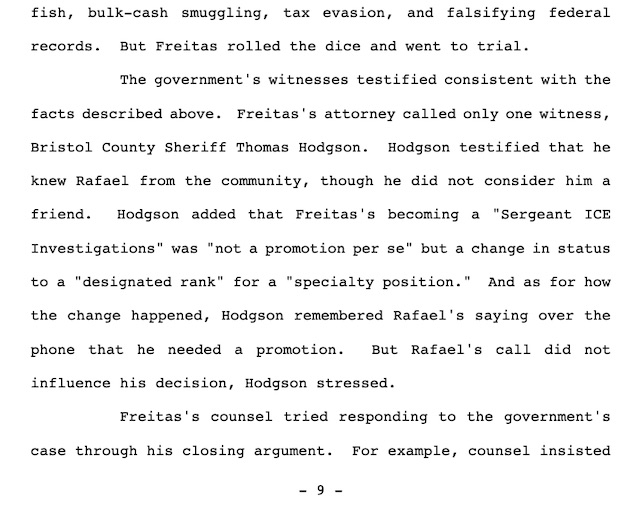 fish, bulk-cash smuggling, tax evasion, and falsifying federal
records. But Freitas rolled the dice and went to trial.
The government's witnesses testified consistent with the
facts described above. Freitas's attorney called only one witness,
Bristol County Sheriff Thomas Hodgson. Hodgson testified that he
knew Rafael from the community, though he did not consider him a
friend. Hodgson added that Freitas's becoming a "Sergeant ICE
Investigations" was "not a promotion per se" but a change in status
to a "designated rank" for a "specialty position." And as for how
the change happened, Hodgson remembered Rafael's saying over the
phone that he needed a promotion. But Rafael's call did not
influence his decision, Hodgson stressed.
Freitas's counsel tried responding to the government's
case through his closing argument. For example, counsel insisted
- 9 -